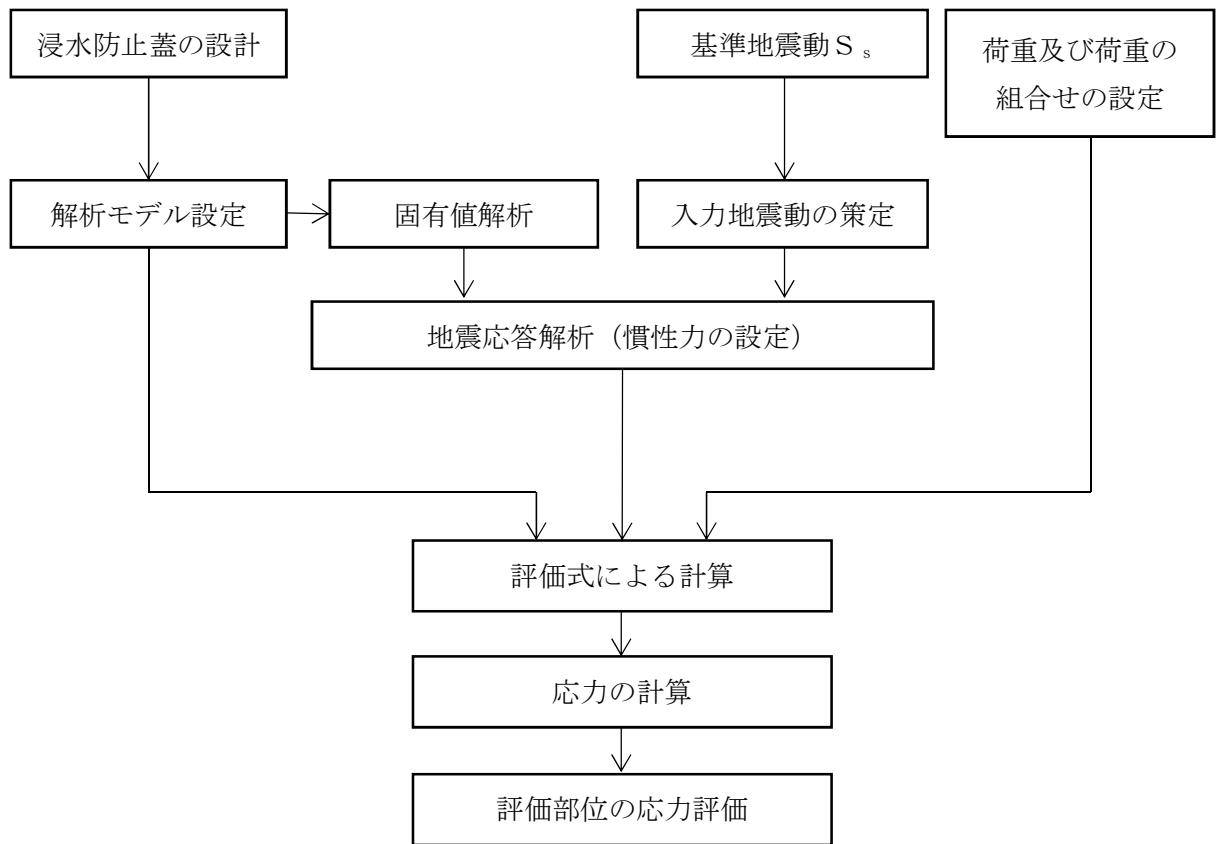 浸水防止蓋の設計
基準地震動Ｓs
荷重及び荷重の
組合せの設定
解析モデル設定
固有値解析
入力地震動の策定
地震応答解析（慣性力の設定）
評価式による計算
応力の計算
評価部位の応力評価